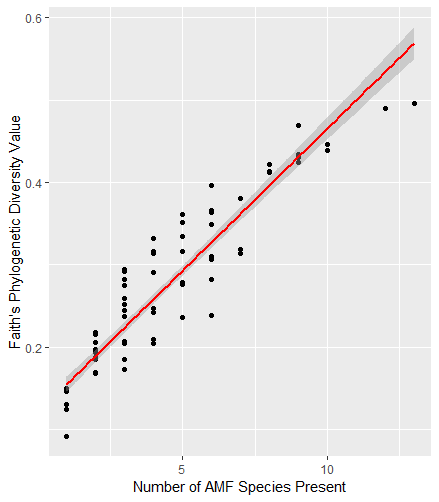 0.6
0.4
0.2
Faith's Phylogenetic Diversity Value
5
10
Number of AMF Species Present